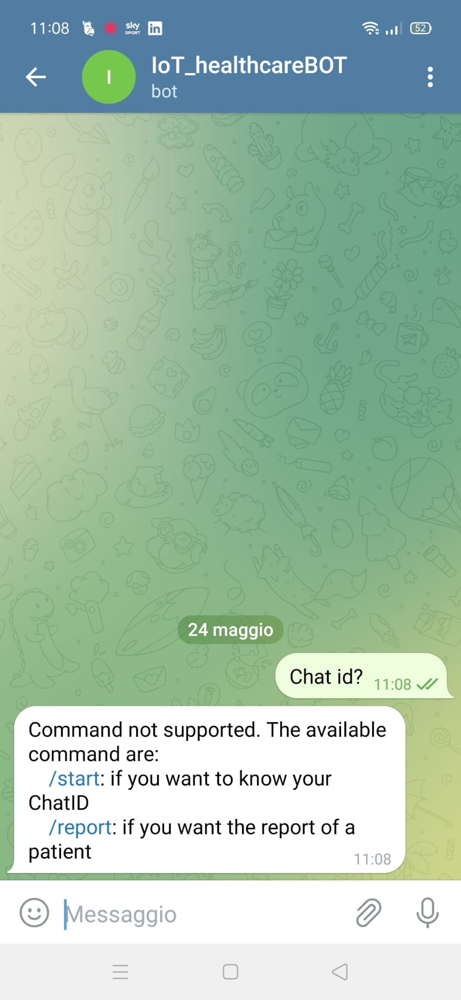 11:08 sky SPORT in 52
I IoT_healthcareBOT
bot
24 maggio
Chat id? 11:08
Command not supported. The available
command are:
/start: if you want to know your
ChatID
/report: if you want the report of a
patient 11:08
Messaggio